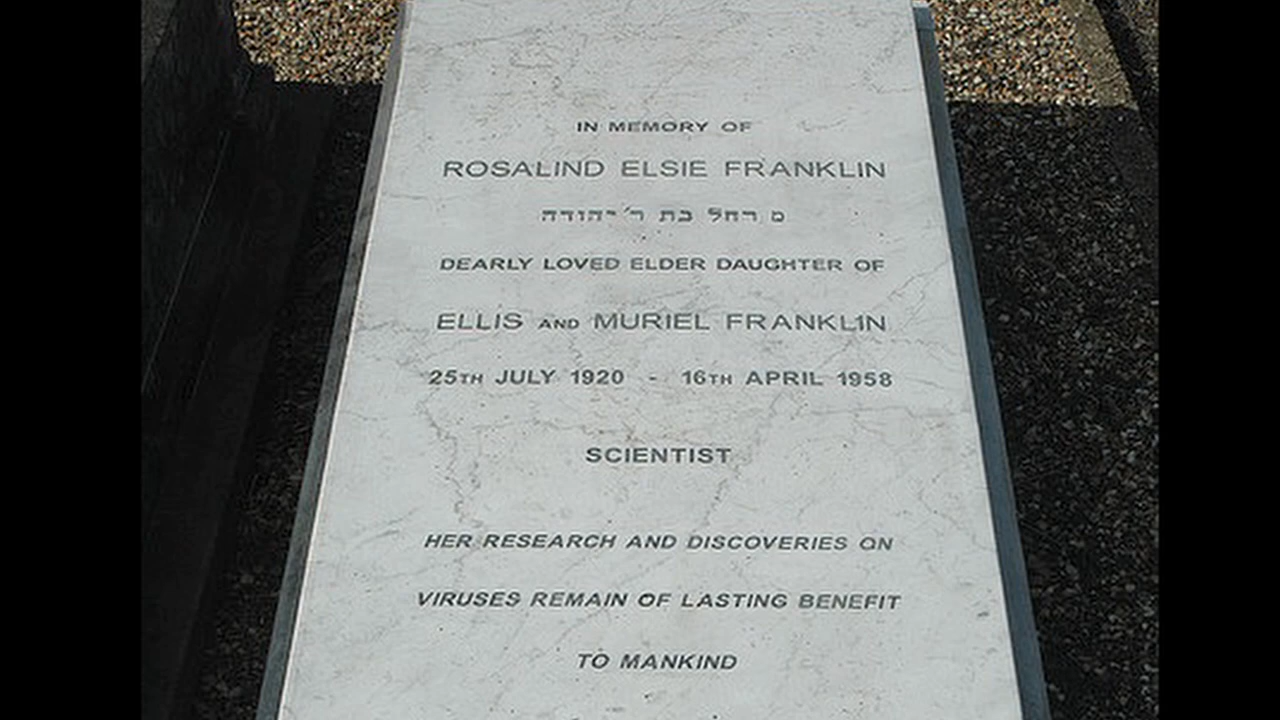 IN MEMORY OF
ROSALIND ELSIE FRANKLIN
מ רחל בת ר׳ יהודה
DEARLY LOVED ELDER DAUGHTER OF
ELLIS AND MURIEL FRANKLIN
25TH JULY 1920 - 16TH APRIL 1958
SCIENTIST
HER RESEARCH AND DISCOVERIES ON
VIRUSES REMAIN OF LASTING BENEFIT
TO MANKIND